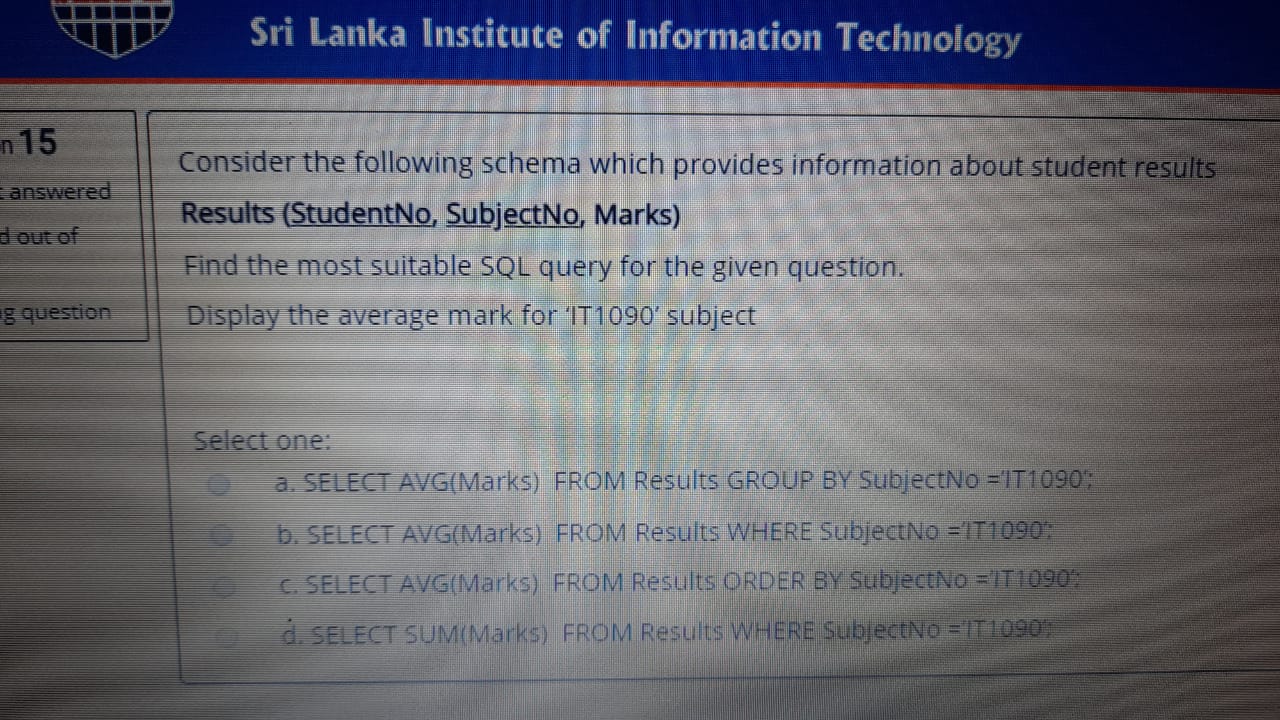 Sri Lanka Institute of Information Technology
n 15
answered
d out of
g question
Consider the following schema which provides information about student results
Results (StudentNo, SubjectNo, Marks)
Find the most suitable SQL query for the given question.
Display the average mark for 'IT1090' subject
Select one:
a. SELECT AVG(Marks) FROM Results GROUP BY SubjectNo ='IT1090';
b. SELECT AVG(Marks) FROM Results WHERE SubjectNo ='IT1090';
c. SELECT AVG(Marks) FROM Results ORDER BY SubjectNo ='IT1090';
d. SELECT SUM(Marks) FROM Results WHERE SubjectNo ='IT1090';